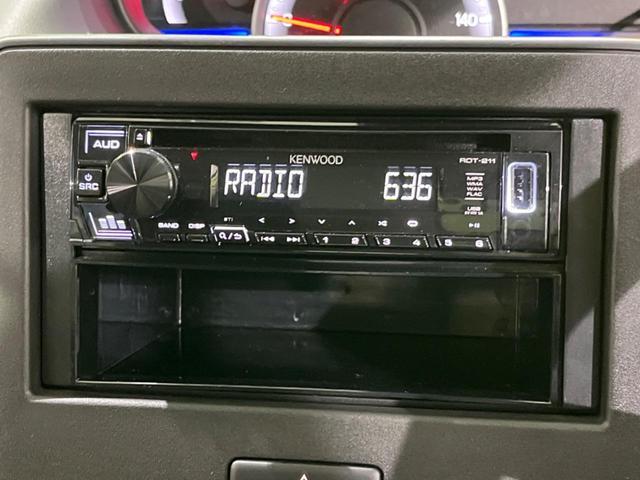 140
AUD
KENWOOD
RDT-211
RADIO 636
MP3
WMA
WAV
FLAC
SRC
USB
BAND DISP
1 2 3 4 5 6